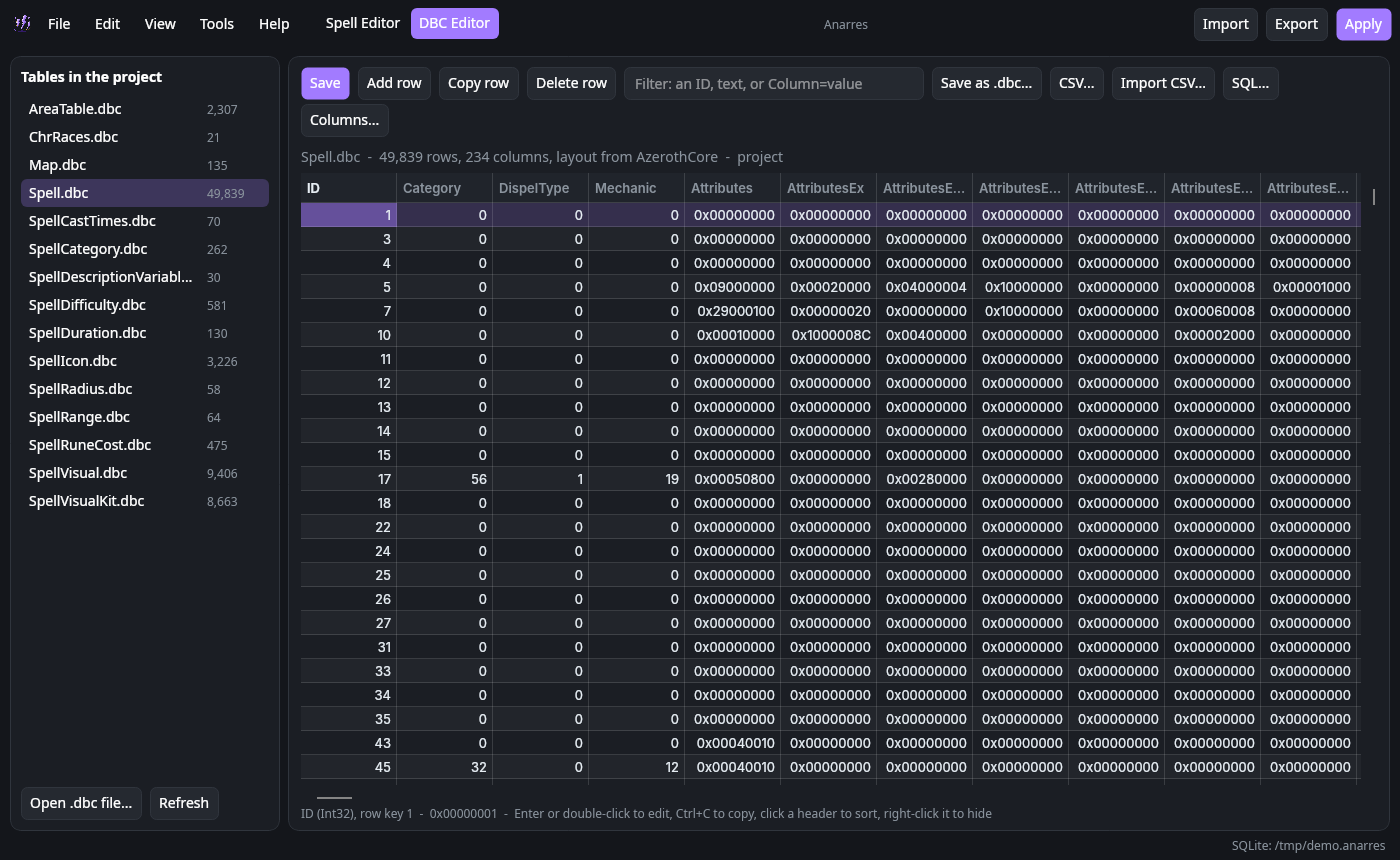 File Edit View Tools Help Spell Editor DBC Editor Anarres Import Export Apply
Tables in the project
AreaTable.dbc 2,307
ChrRaces.dbc 21
Map.dbc 135
Spell.dbc 49,839
SpellCastTimes.dbc 70
SpellCategory.dbc 262
SpellDescriptionVariabl... 30
SpellDifficulty.dbc 581
SpellDuration.dbc 130
SpellIcon.dbc 3,226
SpellRadius.dbc 58
SpellRange.dbc 64
SpellRuneCost.dbc 475
SpellVisual.dbc 9,406
SpellVisualKit.dbc 8,663
Open .dbc file... Refresh
Save Add row Copy row Delete row Filter: an ID, text, or Column=value Save as .dbc... CSV... Import CSV... SQL...
Columns...
Spell.dbc - 49,839 rows, 234 columns, layout from AzerothCore - project
ID Category DispelType Mechanic Attributes AttributesEx AttributesE... AttributesE... AttributesE... AttributesE... AttributesE...
1 0 0 0 0x00000000 0x00000000 0x00000000 0x00000000 0x00000000 0x00000000 0x00000000
3 0 0 0 0x00000000 0x00000000 0x00000000 0x00000000 0x00000000 0x00000000 0x00000000
4 0 0 0 0x00000000 0x00000000 0x00000000 0x00000000 0x00000000 0x00000000 0x00000000
5 0 0 0 0x09000000 0x00020000 0x04000004 0x10000000 0x00000000 0x00000008 0x00001000
7 0 0 0 0x29000100 0x00000020 0x00000000 0x10000000 0x00000000 0x00060008 0x00000000
10 0 0 0 0x00010000 0x1000008C 0x00400000 0x00000000 0x00000000 0x00002000 0x00000000
11 0 0 0 0x00000000 0x00000000 0x00000000 0x00000000 0x00000000 0x00000000 0x00000000
12 0 0 0 0x00000000 0x00000000 0x00000000 0x00000000 0x00000000 0x00000000 0x00000000
13 0 0 0 0x00000000 0x00000000 0x00000000 0x00000000 0x00000000 0x00000000 0x00000000
14 0 0 0 0x00000000 0x00000000 0x00000000 0x00000000 0x00000000 0x00000000 0x00000000
15 0 0 0 0x00000000 0x00000000 0x00000000 0x00000000 0x00000000 0x00000000 0x00000000
17 56 1 19 0x00050800 0x00000000 0x00280000 0x00000000 0x00000000 0x00000000 0x00000000
18 0 0 0 0x00000000 0x00000000 0x00000000 0x00000000 0x00000000 0x00000000 0x00000000
22 0 0 0 0x00000000 0x00000000 0x00000000 0x00000000 0x00000000 0x00000000 0x00000000
24 0 0 0 0x00000000 0x00000000 0x00000000 0x00000000 0x00000000 0x00000000 0x00000000
25 0 0 0 0x00000000 0x00000000 0x00000000 0x00000000 0x00000000 0x00000000 0x00000000
26 0 0 0 0x00000000 0x00000000 0x00000000 0x00000000 0x00000000 0x00000000 0x00000000
27 0 0 0 0x00000000 0x00000000 0x00000000 0x00000000 0x00000000 0x00000000 0x00000000
31 0 0 0 0x00000000 0x00000000 0x00000000 0x00000000 0x00000000 0x00000000 0x00000000
33 0 0 0 0x00000000 0x00000000 0x00000000 0x00000000 0x00000000 0x00000000 0x00000000
34 0 0 0 0x00000000 0x00000000 0x00000000 0x00000000 0x00000000 0x00000000 0x00000000
35 0 0 0 0x00000000 0x00000000 0x00000000 0x00000000 0x00000000 0x00000000 0x00000000
43 0 0 0 0x00040010 0x00000000 0x00000000 0x00000000 0x00000000 0x00000000 0x00000000
45 32 0 12 0x00040010 0x00000000 0x00000000 0x00000000 0x00000000 0x00000000 0x00000000
ID (Int32), row key 1 - 0x00000001 - Enter or double-click to edit, Ctrl+C to copy, click a header to sort, right-click it to hide
SQLite: /tmp/demo.anarres